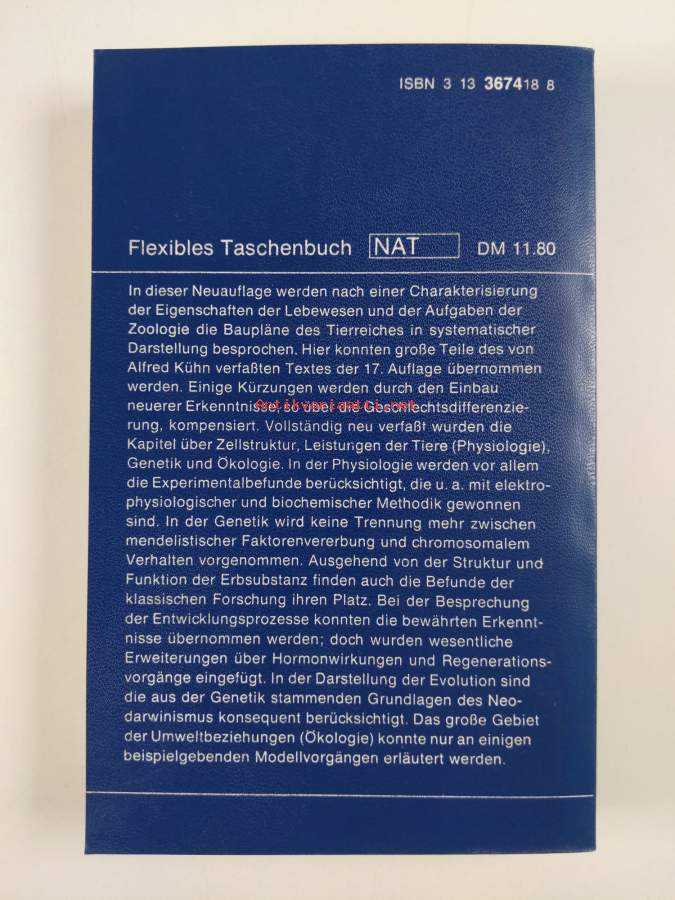 ISBN 3 13 367418 8
Flexibles Taschenbuch NAT DM 11.80
In dieser Neuauflage werden nach einer Charakterisierung
der Eigenschaften der Lebewesen und der Aufgaben der
Zoologie die Baupläne des Tierreiches in systematischer
Darstellung besprochen. Hier konnten große Teile des von
Alfred Kühn verfaßten Textes der 17. Auflage übernommen
werden. Einige Kürzungen werden durch den Einbau
neuerer Erkenntnisse, so über die Geschlechtsdifferenzie-
Antikvariaatti.net
rung, kompensiert. Vollständig neu verfaßt wurden die
Kapitel über Zellstruktur, Leistungen der Tiere (Physiologie),
Genetik und Ökologie. In der Physiologie werden vor allem
die Experimentalbefunde berücksichtigt, die u. a. mit elektro-
physiologischer und biochemischer Methodik gewonnen
sind. In der Genetik wird keine Trennung mehr zwischen
mendelistischer Faktorenvererbung und chromosomalem
Verhalten vorgenommen. Ausgehend von der Struktur und
Funktion der Erbsubstanz finden auch die Befunde der
klassischen Forschung ihren Platz. Bei der Besprechung
der Entwicklungsprozesse konnten die bewährten Erkennt-
nisse übernommen werden; doch wurden wesentliche
Erweiterungen über Hormonwirkungen und Regenerations-
vorgänge eingefügt. In der Darstellung der Evolution sind
die aus der Genetik stammenden Grundlagen des Neo-
darwinismus konsequent berücksichtigt. Das große Gebiet
der Umweltbeziehungen (Ökologie) konnte nur an einigen
beispielgebenden Modellvorgängen erläutert werden.